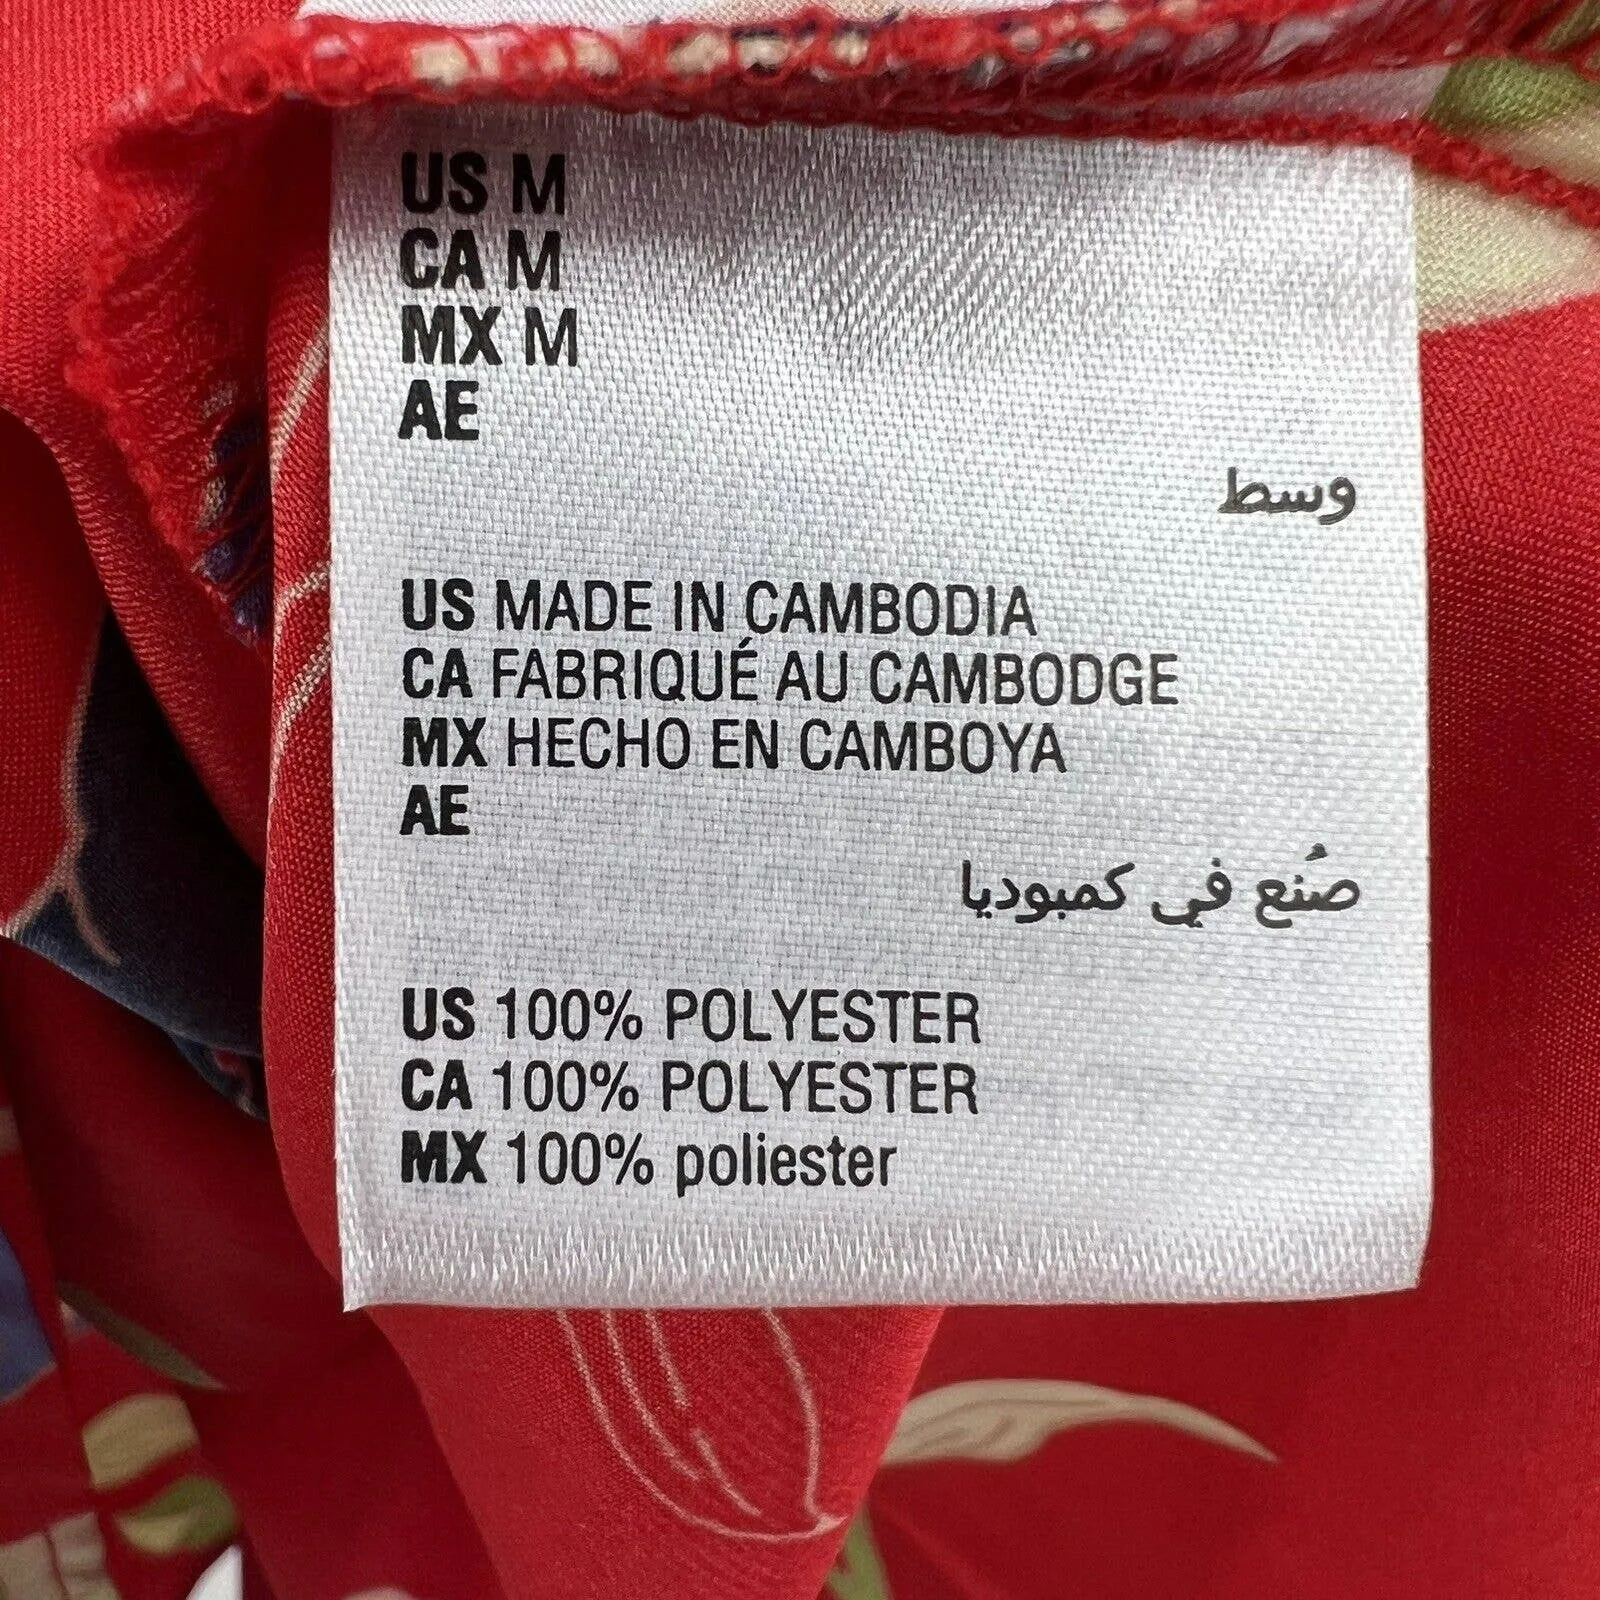 US M
CA M
MX M
AE
وسط
US MADE IN CAMBODIA
CA FABRIQUÉ AU CAMBODGE
MX HECHO EN CAMBOYA
AE
صُنع في كمبوديا
US 100% POLYESTER
CA 100% POLYESTER
MX 100% poliester